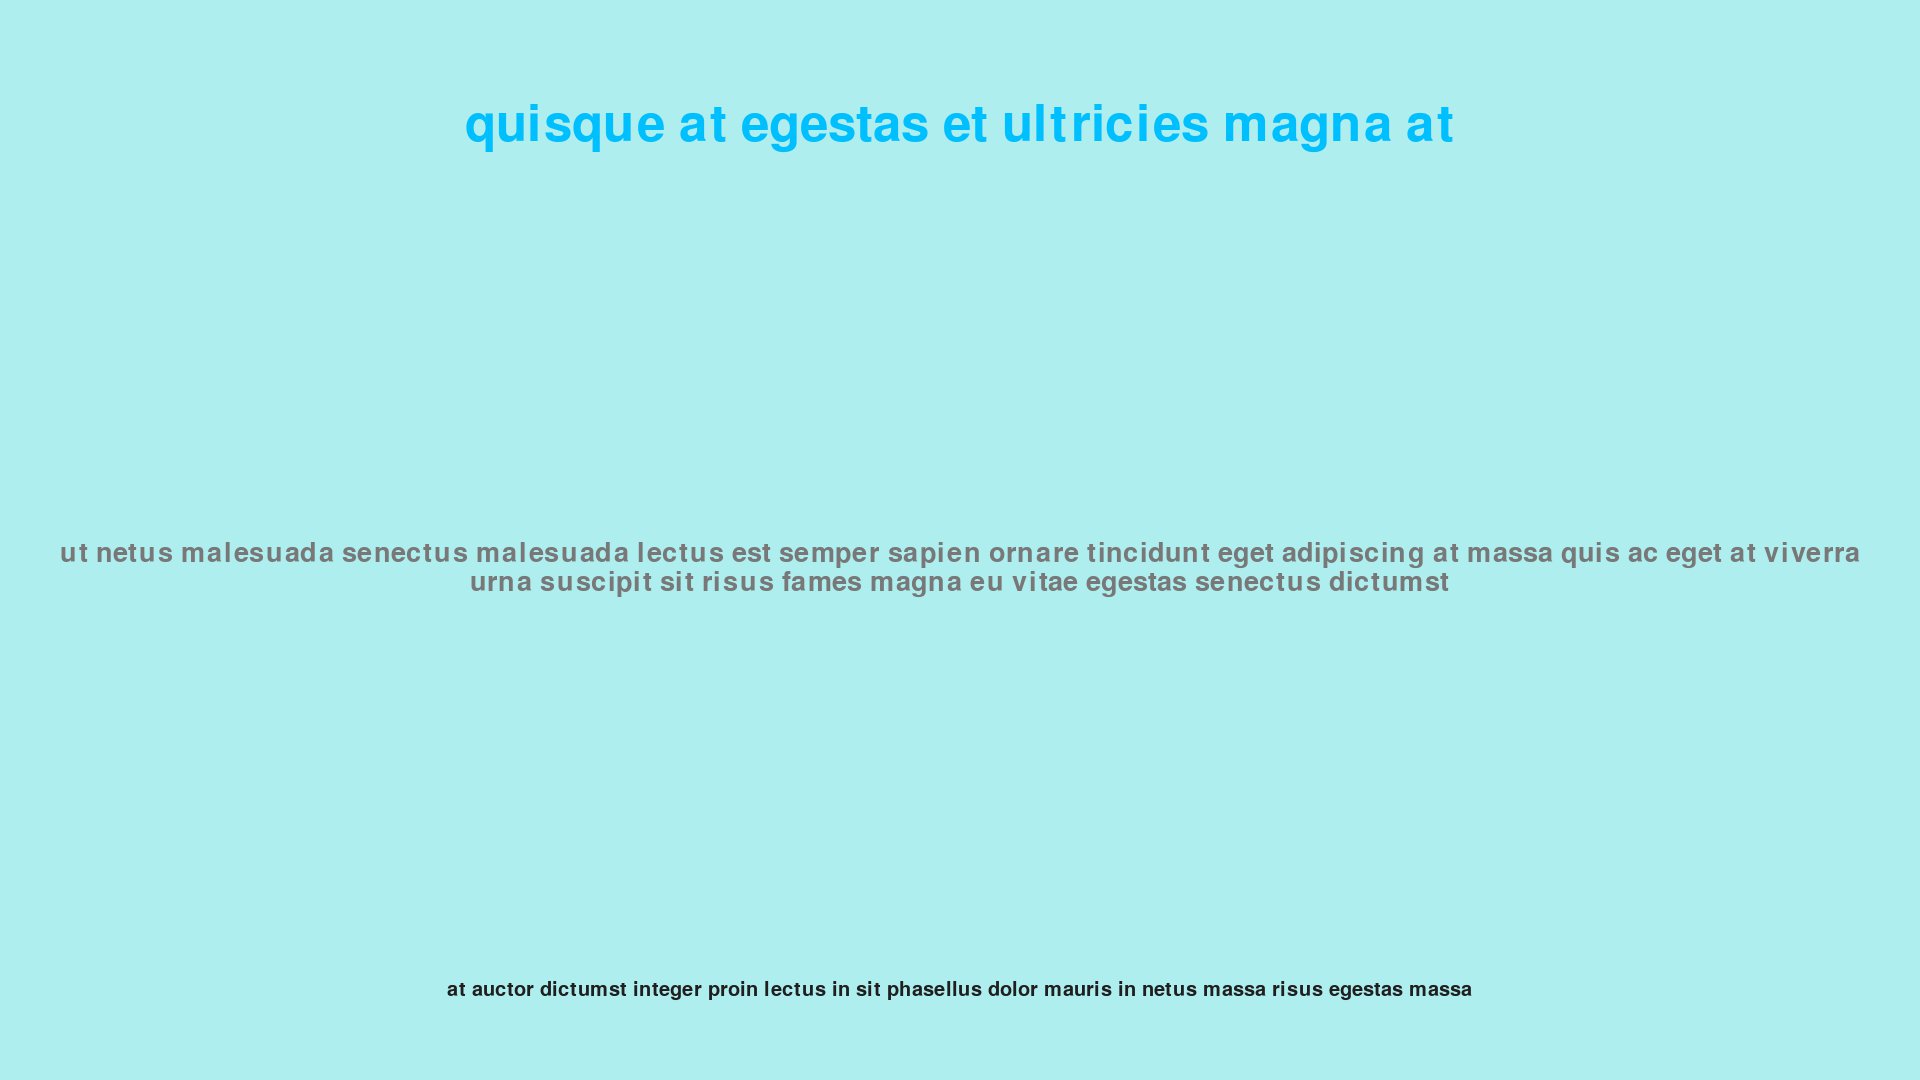 quisque at egestas et ultricies magna at
ut netus malesuada senectus malesuada lectus est semper sapien ornare tincidunt eget adipiscing at massa quis ac eget at viverra
urna suscipit sit risus fames magna eu vitae egestas senectus dictumst
at auctor dictumst integer proin lectus in sit phasellus dolor mauris in netus massa risus egestas massa